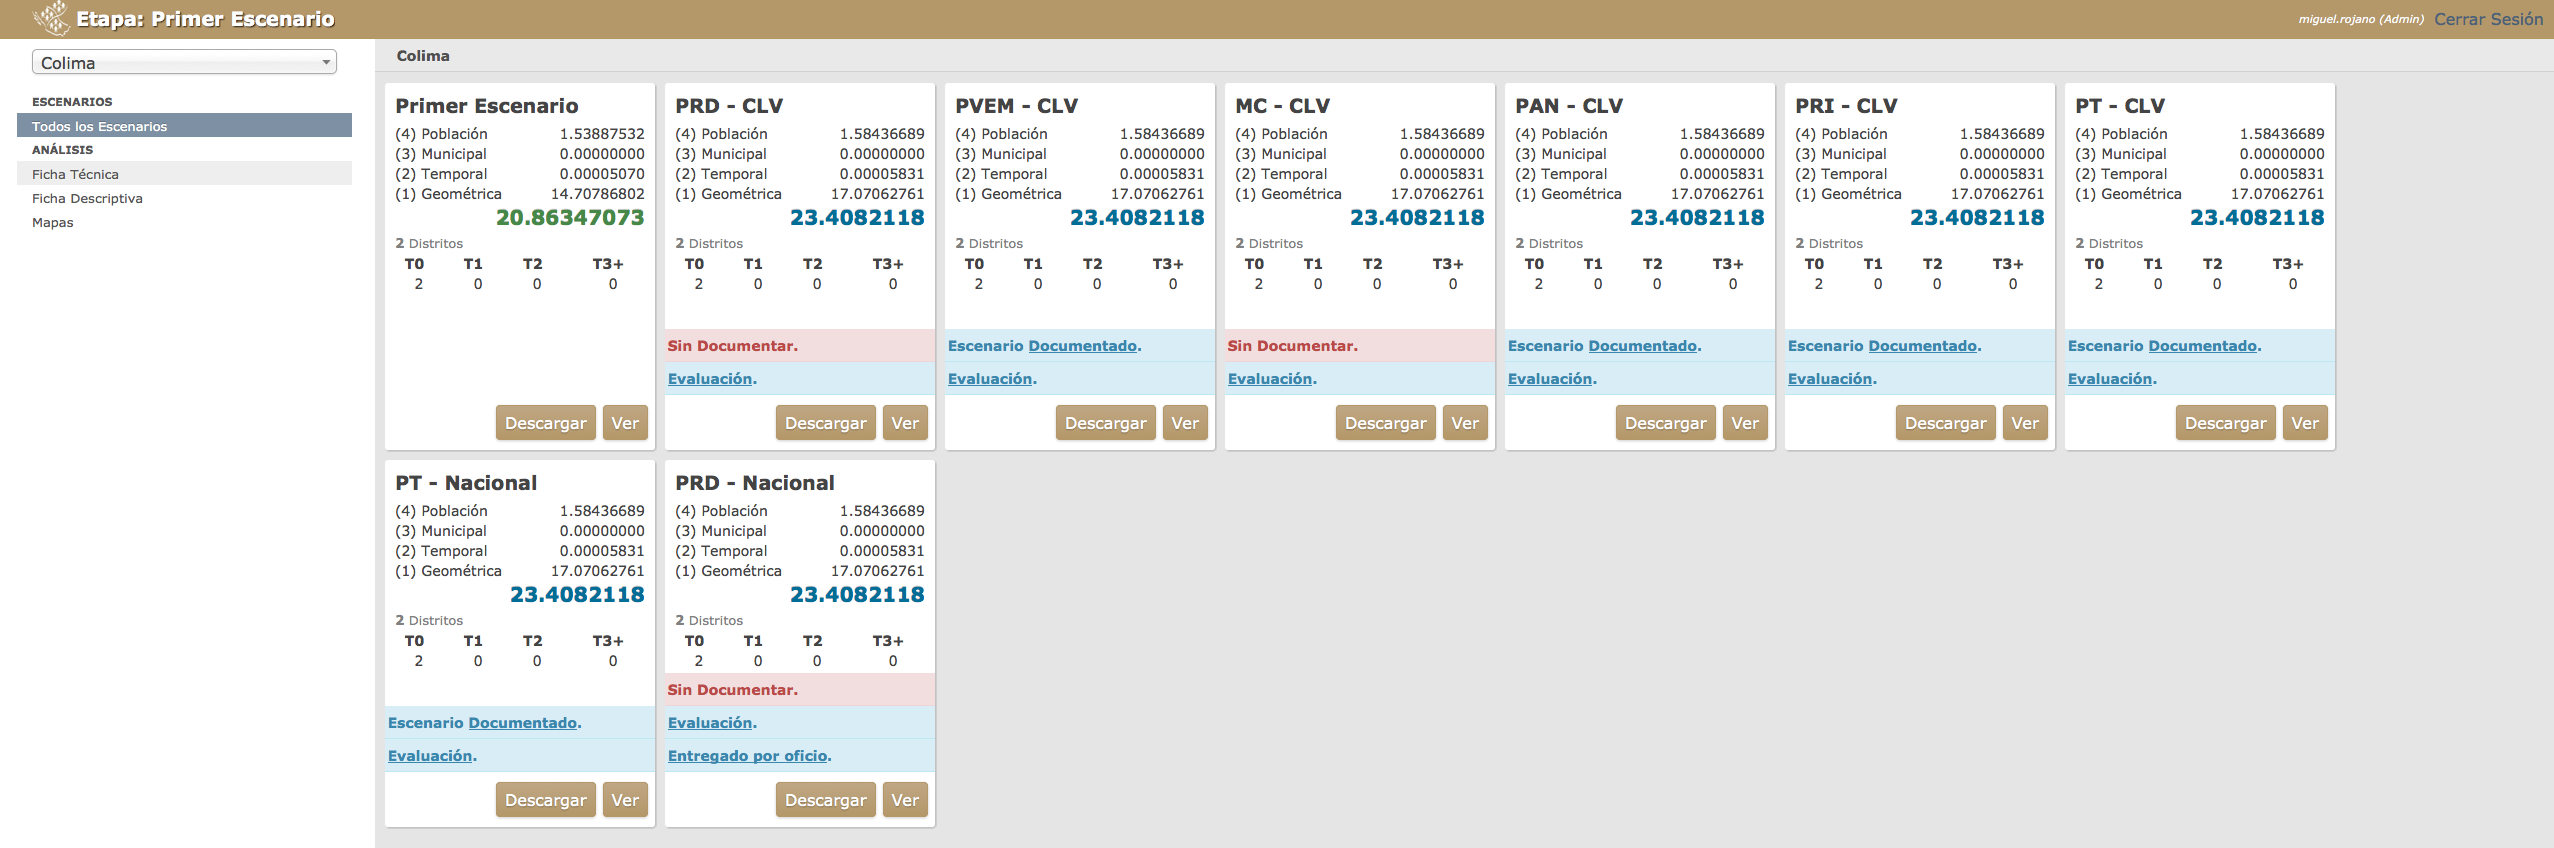 Etapa: Primer Escenario
miguel.rojano (Admin) Cerrar Sesión
Colima
ESCENARIOS
Todos los Escenarios
ANÁLISIS
Ficha Técnica
Ficha Descriptiva
Mapas
Colima
Primer Escenario
(4) Población 1.53887532
(3) Municipal 0.00000000
(2) Temporal 0.00005070
(1) Geométrica 14.70786802
20.86347073
2 Distritos
T0 T1 T2 T3+
2 0 0 0
Descargar Ver
PRD - CLV
(4) Población 1.58436689
(3) Municipal 0.00000000
(2) Temporal 0.00005831
(1) Geométrica 17.07062761
23.4082118
2 Distritos
T0 T1 T2 T3+
2 0 0 0
Sin Documentar.
Evaluación.
Descargar Ver
PVEM - CLV
(4) Población 1.58436689
(3) Municipal 0.00000000
(2) Temporal 0.00005831
(1) Geométrica 17.07062761
23.4082118
2 Distritos
T0 T1 T2 T3+
2 0 0 0
Escenario Documentado.
Evaluación.
Descargar Ver
MC - CLV
(4) Población 1.58436689
(3) Municipal 0.00000000
(2) Temporal 0.00005831
(1) Geométrica 17.07062761
23.4082118
2 Distritos
T0 T1 T2 T3+
2 0 0 0
Sin Documentar.
Evaluación.
Descargar Ver
PAN - CLV
(4) Población 1.58436689
(3) Municipal 0.00000000
(2) Temporal 0.00005831
(1) Geométrica 17.07062761
23.4082118
2 Distritos
T0 T1 T2 T3+
2 0 0 0
Escenario Documentado.
Evaluación.
Descargar Ver
PRI - CLV
(4) Población 1.58436689
(3) Municipal 0.00000000
(2) Temporal 0.00005831
(1) Geométrica 17.07062761
23.4082118
2 Distritos
T0 T1 T2 T3+
2 0 0 0
Escenario Documentado.
Evaluación.
Descargar Ver
PT - CLV
(4) Población 1.58436689
(3) Municipal 0.00000000
(2) Temporal 0.00005831
(1) Geométrica 17.07062761
23.4082118
2 Distritos
T0 T1 T2 T3+
2 0 0 0
Escenario Documentado.
Evaluación.
Descargar Ver
PT - Nacional
(4) Población 1.58436689
(3) Municipal 0.00000000
(2) Temporal 0.00005831
(1) Geométrica 17.07062761
23.4082118
2 Distritos
T0 T1 T2 T3+
2 0 0 0
Escenario Documentado.
Evaluación.
Descargar Ver
PRD - Nacional
(4) Población 1.58436689
(3) Municipal 0.00000000
(2) Temporal 0.00005831
(1) Geométrica 17.07062761
23.4082118
2 Distritos
T0 T1 T2 T3+
2 0 0 0
Sin Documentar.
Evaluación.
Entregado por oficio.
Descargar Ver